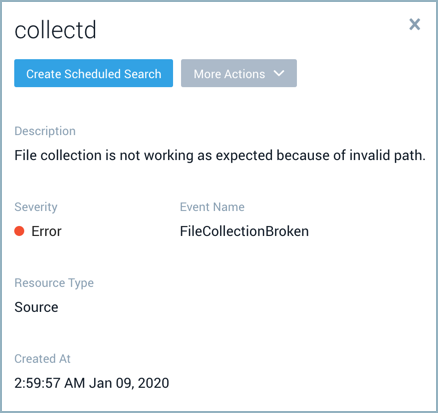 collectd
Create Scheduled Search More Actions
Description
File collection is not working as expected because of invalid path.
Severity Event Name
Error FileCollectionBroken
Resource Type
Source
Created At
2:59:57 AM Jan 09, 2020